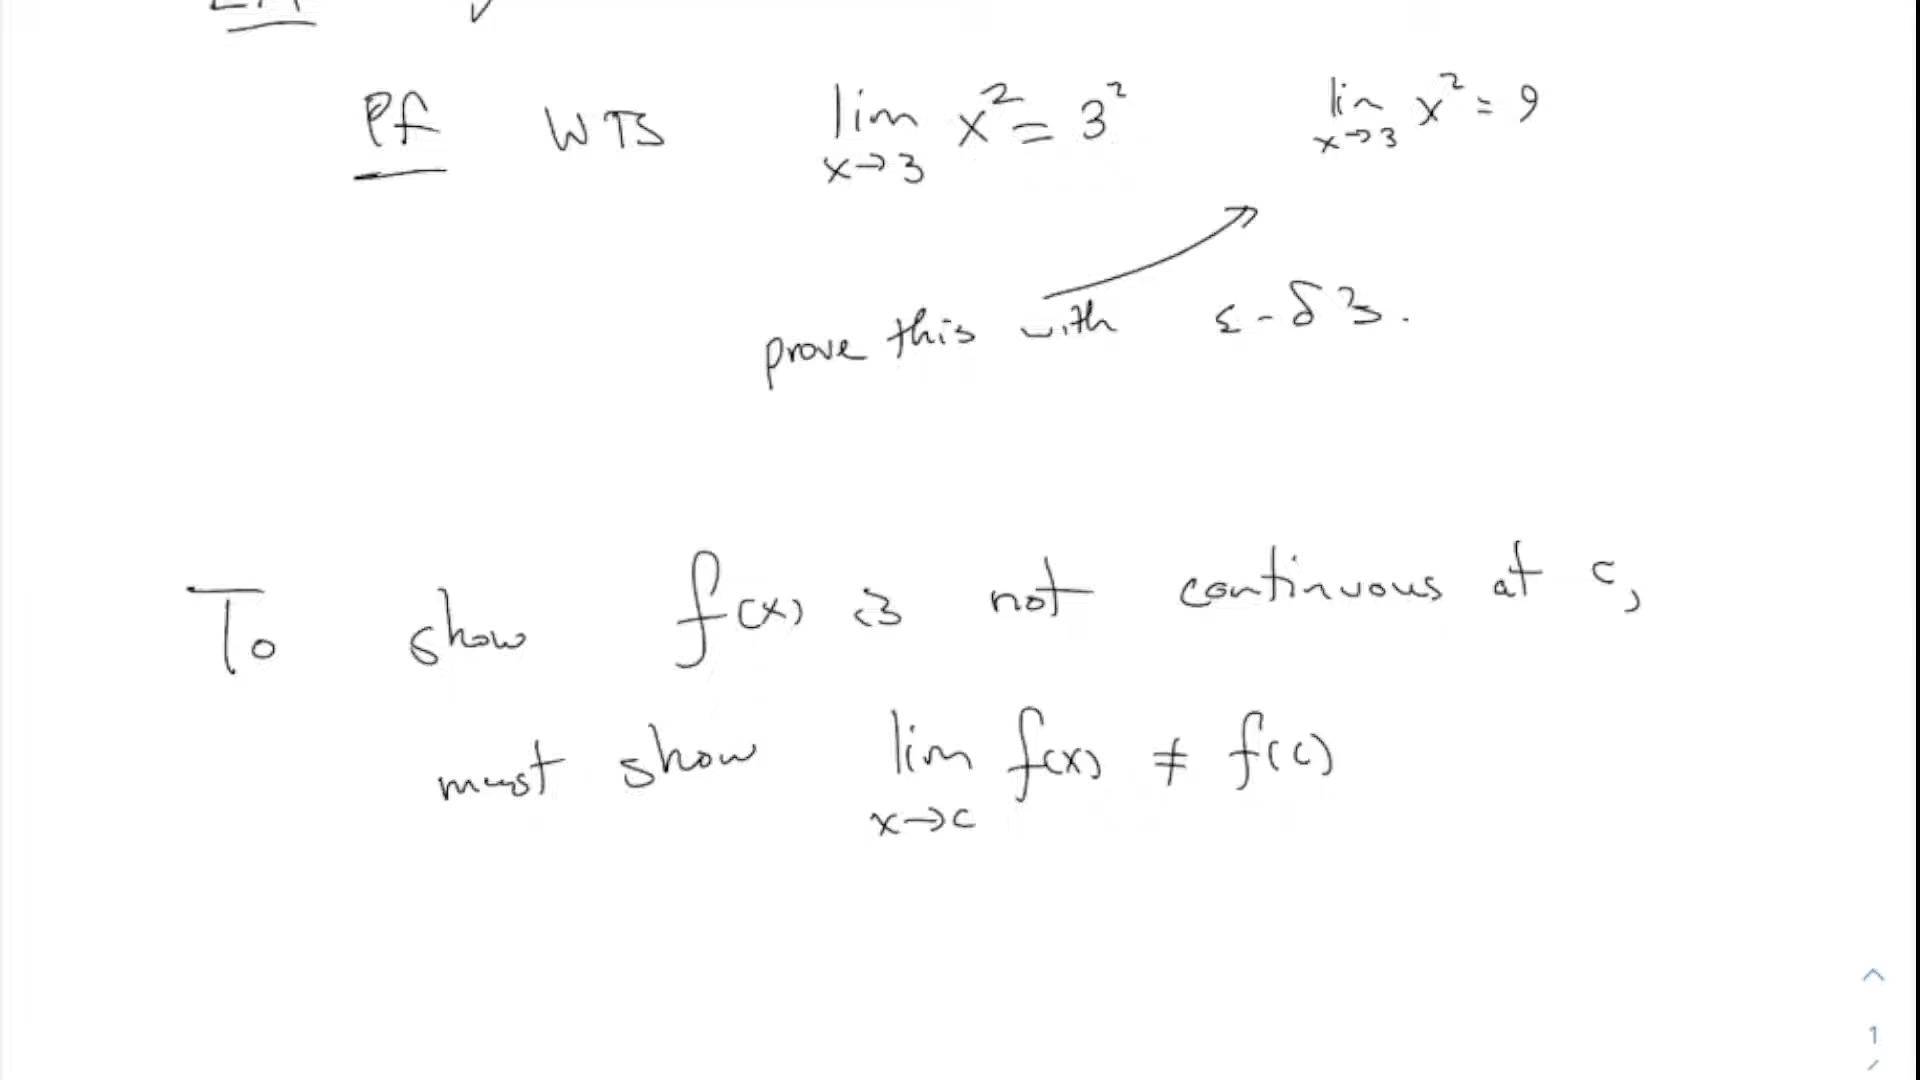 Pf WTS lim x→3 x² = 3² lim x→3 x² = 9
prove this with ε-δ's.
To show f(x) is not continuous at c,
must show lim x→c f(x) ≠ f(c)
1